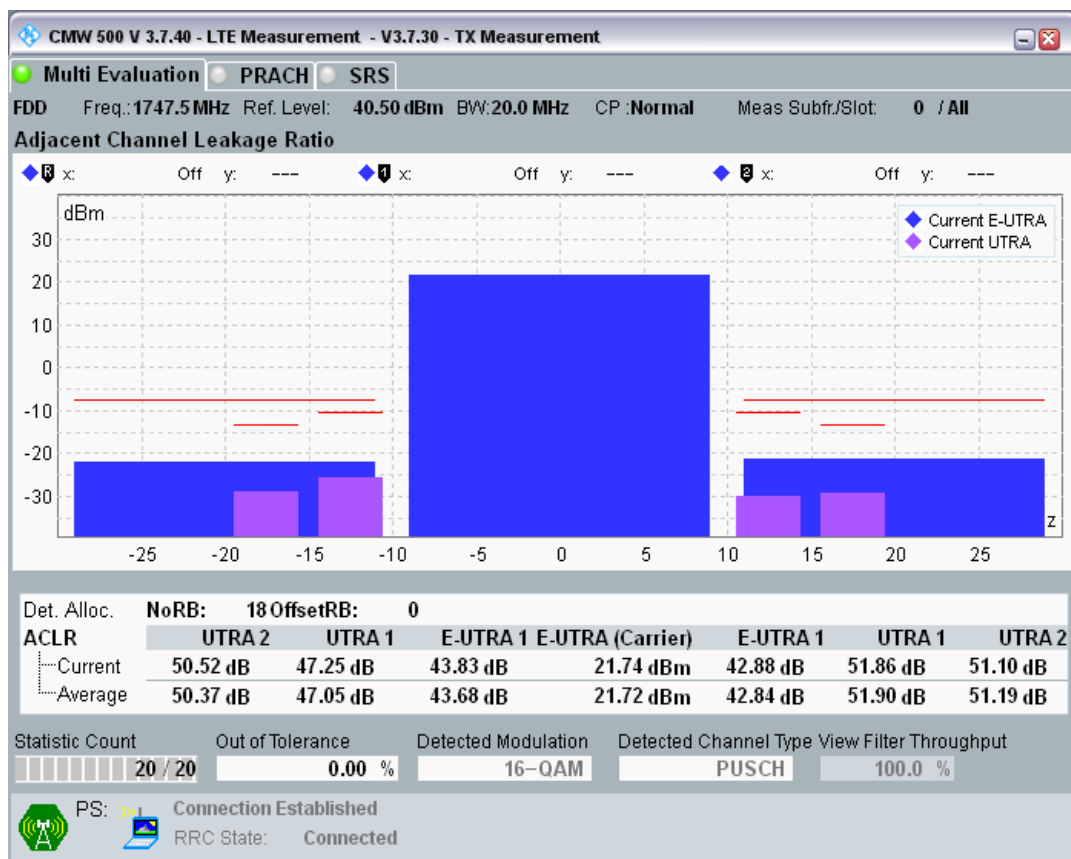 CMW 500 V 3.7.40 - LTE Measurement - V3.7.30 - TX Measurement
Multi Evaluation PRACH SRS
FDD Freq.: 1747.5 MHz Ref. Level: 40.50 dBm BW: 20.0 MHz CP : Normal Meas Subfr./Slot: 0 / All
Adjacent Channel Leakage Ratio
R x: Off y: --- 1 x: Off y: --- 2 x: Off y: ---
dBm
Current E-UTRA
Current UTRA
30
20
10
0
-10
-20
-30
z
-25 -20 -15 -10 -5 0 5 10 15 20 25
Det. Alloc. NoRB: 18 OffsetRB: 0
ACLR UTRA 2 UTRA 1 E-UTRA 1 E-UTRA (Carrier) E-UTRA 1 UTRA 1 UTRA 2
Current 50.52 dB 47.25 dB 43.83 dB 21.74 dBm 42.88 dB 51.86 dB 51.10 dB
Average 50.37 dB 47.05 dB 43.68 dB 21.72 dBm 42.84 dB 51.90 dB 51.19 dB
Statistic Count Out of Tolerance Detected Modulation Detected Channel Type View Filter Throughput
20 / 20 0.00 % 16-QAM PUSCH 100.0 %
PS: Connection Established
RRC State: Connected